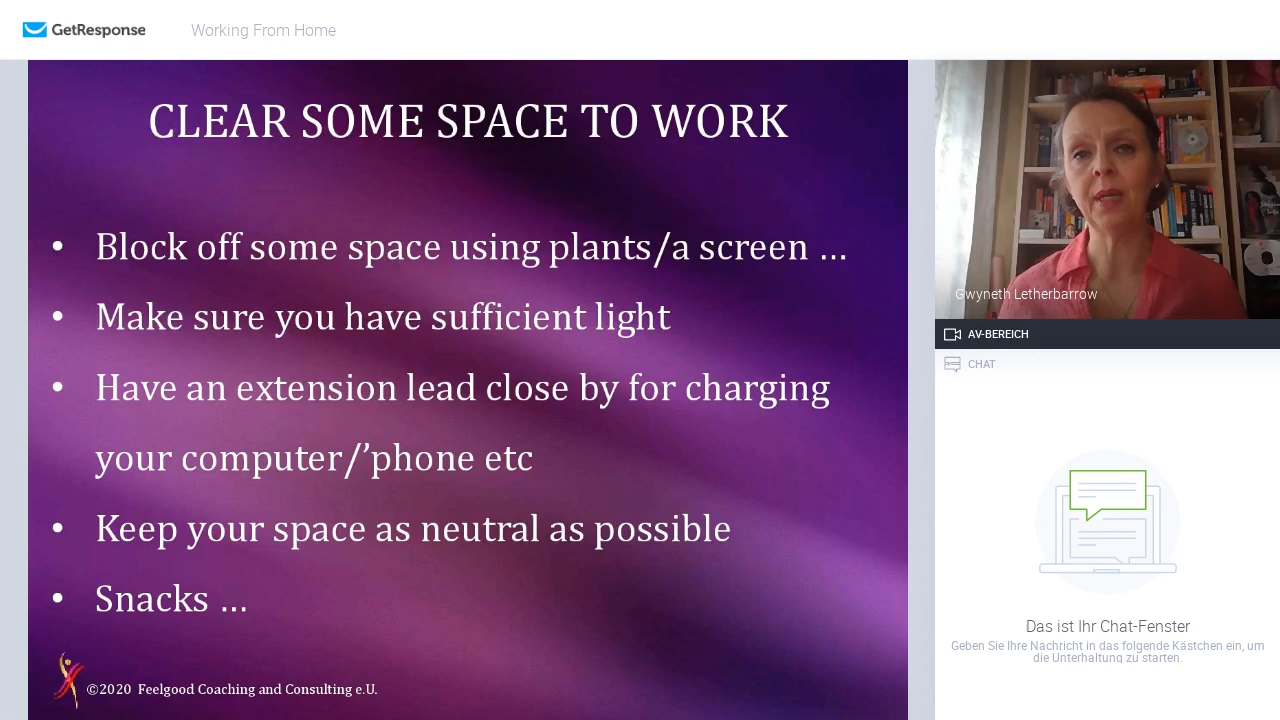 GetResponse
Working From Home
CLEAR SOME SPACE TO WORK
• Block off some space using plants/a screen …
• Make sure you have sufficient light
• Have an extension lead close by for charging
your computer/’phone etc
• Keep your space as neutral as possible
• Snacks …
©2020 Feelgood Coaching and Consulting e.U.
Gwyneth Letherbarrow
AV-BEREICH
CHAT
Das ist Ihr Chat-Fenster
Geben Sie Ihre Nachricht in das folgende Kästchen ein, um
die Unterhaltung zu starten.